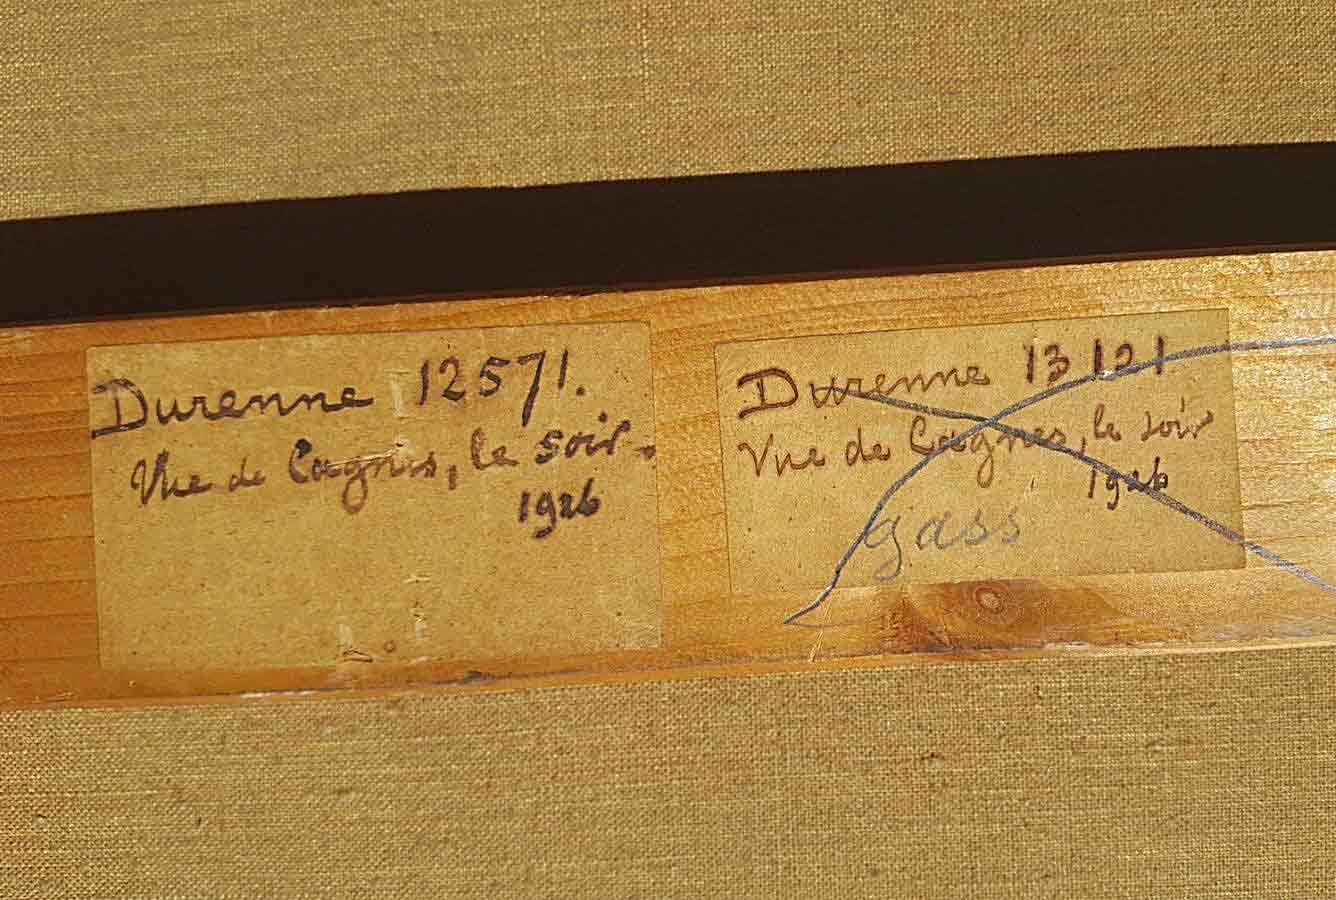 Durenne 12571.
Vue de Cagnes, le soir.
1926
Durenne 13121
Vue de Cagnes, le soir
1926
gass